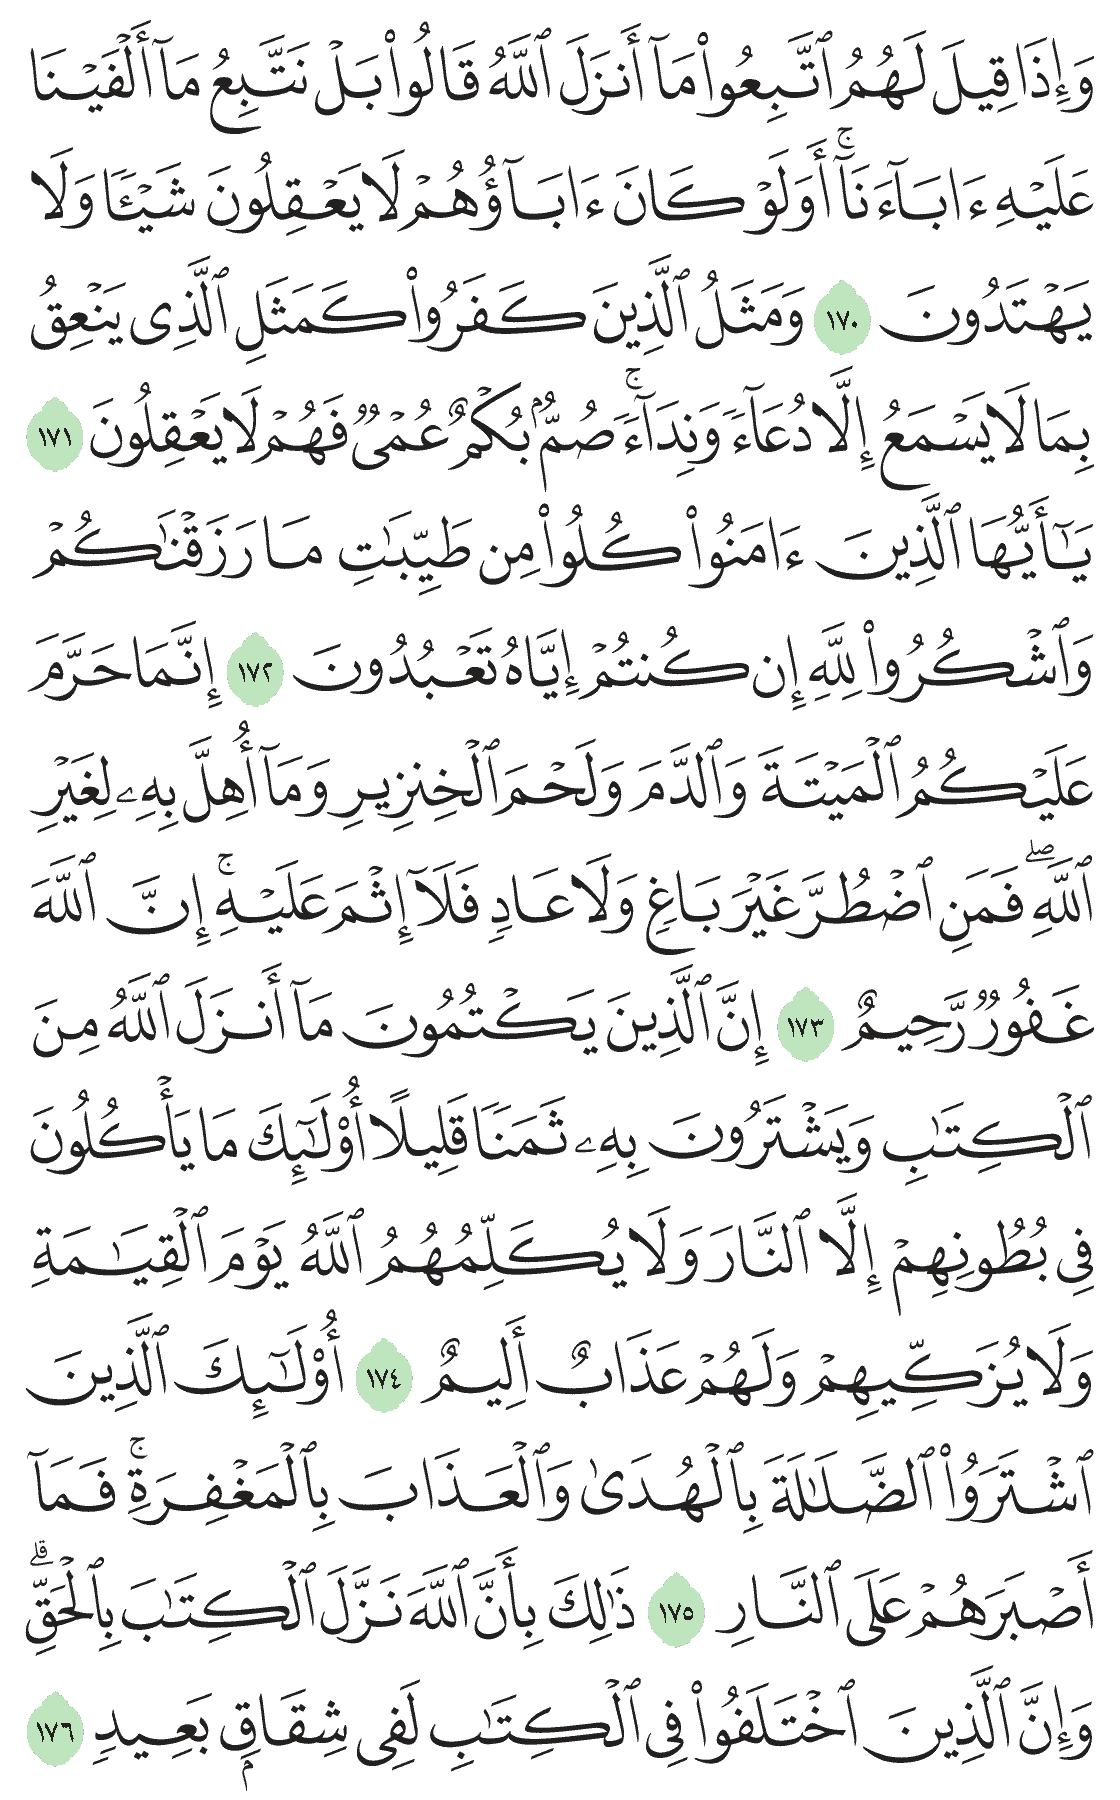 وَإِذَا قِيلَ لَهُمُ ٱتَّبِعُوا۟ مَآ أَنزَلَ ٱللَّهُ قَالُوا۟ بَلْ نَتَّبِعُ مَآ أَلْفَيْنَا
عَلَيْهِ ءَابَآءَنَآ ۚ أَوَلَوْ كَانَ ءَابَآؤُهُمْ لَا يَعْقِلُونَ شَيْـًٔا وَلَا
يَهْتَدُونَ ١٧٠ وَمَثَلُ ٱلَّذِينَ كَفَرُوا۟ كَمَثَلِ ٱلَّذِى يَنْعِقُ
بِمَا لَا يَسْمَعُ إِلَّا دُعَآءً وَنِدَآءً ۚ صُمٌّۢ بُكْمٌ عُمْىٌ فَهُمْ لَا يَعْقِلُونَ ١٧١
يَـٰٓأَيُّهَا ٱلَّذِينَ ءَامَنُوا۟ كُلُوا۟ مِن طَيِّبَـٰتِ مَا رَزَقْنَـٰكُمْ
وَٱشْكُرُوا۟ لِلَّهِ إِن كُنتُمْ إِيَّاهُ تَعْبُدُونَ ١٧٢ إِنَّمَا حَرَّمَ
عَلَيْكُمُ ٱلْمَيْتَةَ وَٱلدَّمَ وَلَحْمَ ٱلْخِنزِيرِ وَمَآ أُهِلَّ بِهِۦ لِغَيْرِ
ٱللَّهِ ۖ فَمَنِ ٱضْطُرَّ غَيْرَ بَاغٍ وَلَا عَادٍ فَلَآ إِثْمَ عَلَيْهِ ۚ إِنَّ ٱللَّهَ
غَفُورٌ رَّحِيمٌ ١٧٣ إِنَّ ٱلَّذِينَ يَكْتُمُونَ مَآ أَنزَلَ ٱللَّهُ مِنَ
ٱلْكِتَـٰبِ وَيَشْتَرُونَ بِهِۦ ثَمَنًا قَلِيلًا أُو۟لَـٰٓئِكَ مَا يَأْكُلُونَ
فِى بُطُونِهِمْ إِلَّا ٱلنَّارَ وَلَا يُكَلِّمُهُمُ ٱللَّهُ يَوْمَ ٱلْقِيَـٰمَةِ
وَلَا يُزَكِّيهِمْ وَلَهُمْ عَذَابٌ أَلِيمٌ ١٧٤ أُو۟لَـٰٓئِكَ ٱلَّذِينَ
ٱشْتَرَوُا۟ ٱلضَّلَـٰلَةَ بِٱلْهُدَىٰ وَٱلْعَذَابَ بِٱلْمَغْفِرَةِ ۚ فَمَآ
أَصْبَرَهُمْ عَلَى ٱلنَّارِ ١٧٥ ذَٰلِكَ بِأَنَّ ٱللَّهَ نَزَّلَ ٱلْكِتَـٰبَ بِٱلْحَقِّ ۗ
وَإِنَّ ٱلَّذِينَ ٱخْتَلَفُوا۟ فِى ٱلْكِتَـٰبِ لَفِى شِقَاقٍۭ بَعِيدٍ ١٧٦